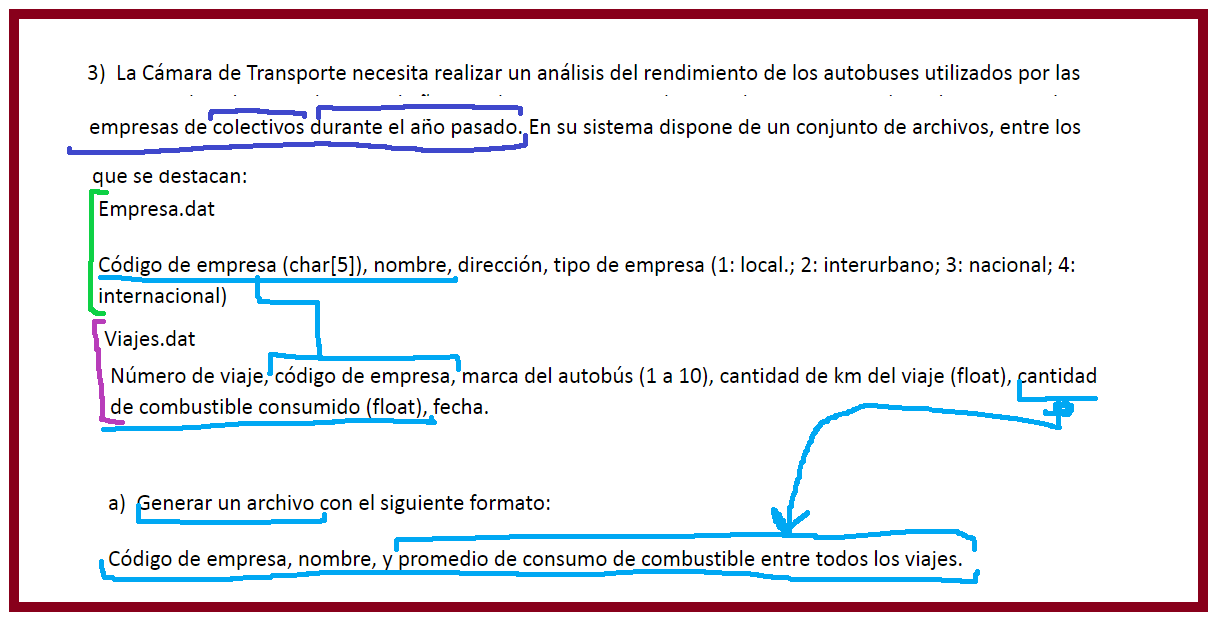 3) La Cámara de Transporte necesita realizar un análisis del rendimiento de los autobuses utilizados por las
empresas de colectivos durante el año pasado. En su sistema dispone de un conjunto de archivos, entre los
que se destacan:
Empresa.dat
Código de empresa (char[5]), nombre, dirección, tipo de empresa (1: local.; 2: interurbano; 3: nacional; 4:
internacional)
Viajes.dat
Número de viaje, código de empresa, marca del autobús (1 a 10), cantidad de km del viaje (float), cantidad
de combustible consumido (float), fecha.
a) Generar un archivo con el siguiente formato:
Código de empresa, nombre, y promedio de consumo de combustible entre todos los viajes.